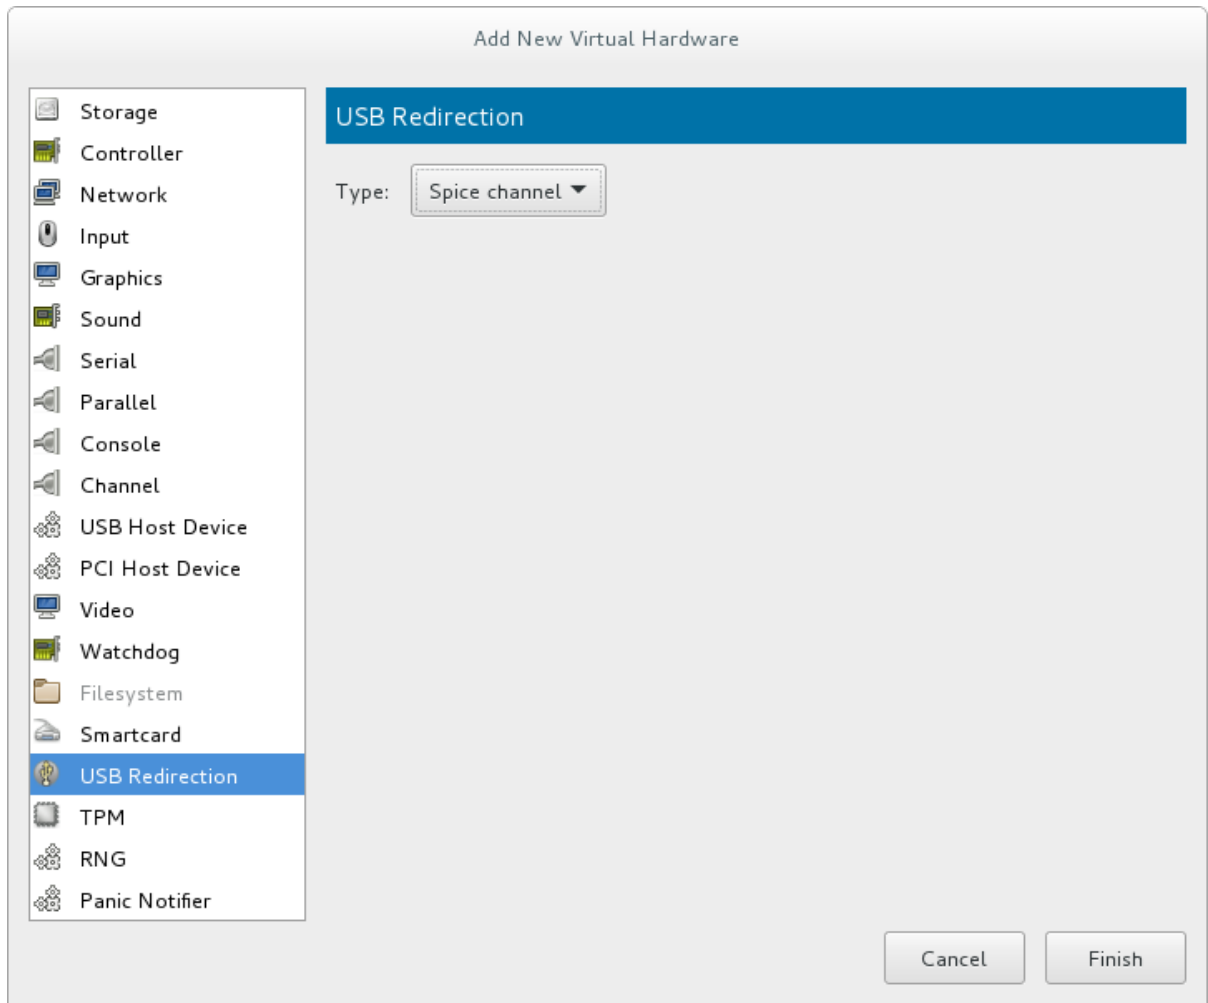 Add New Virtual Hardware
Storage
Controller
Network
Input
Graphics
Sound
Serial
Parallel
Console
Channel
USB Host Device
PCI Host Device
Video
Watchdog
Filesystem
Smartcard
USB Redirection
TPM
RNG
Panic Notifier
USB Redirection
Type: Spice channel
Cancel Finish